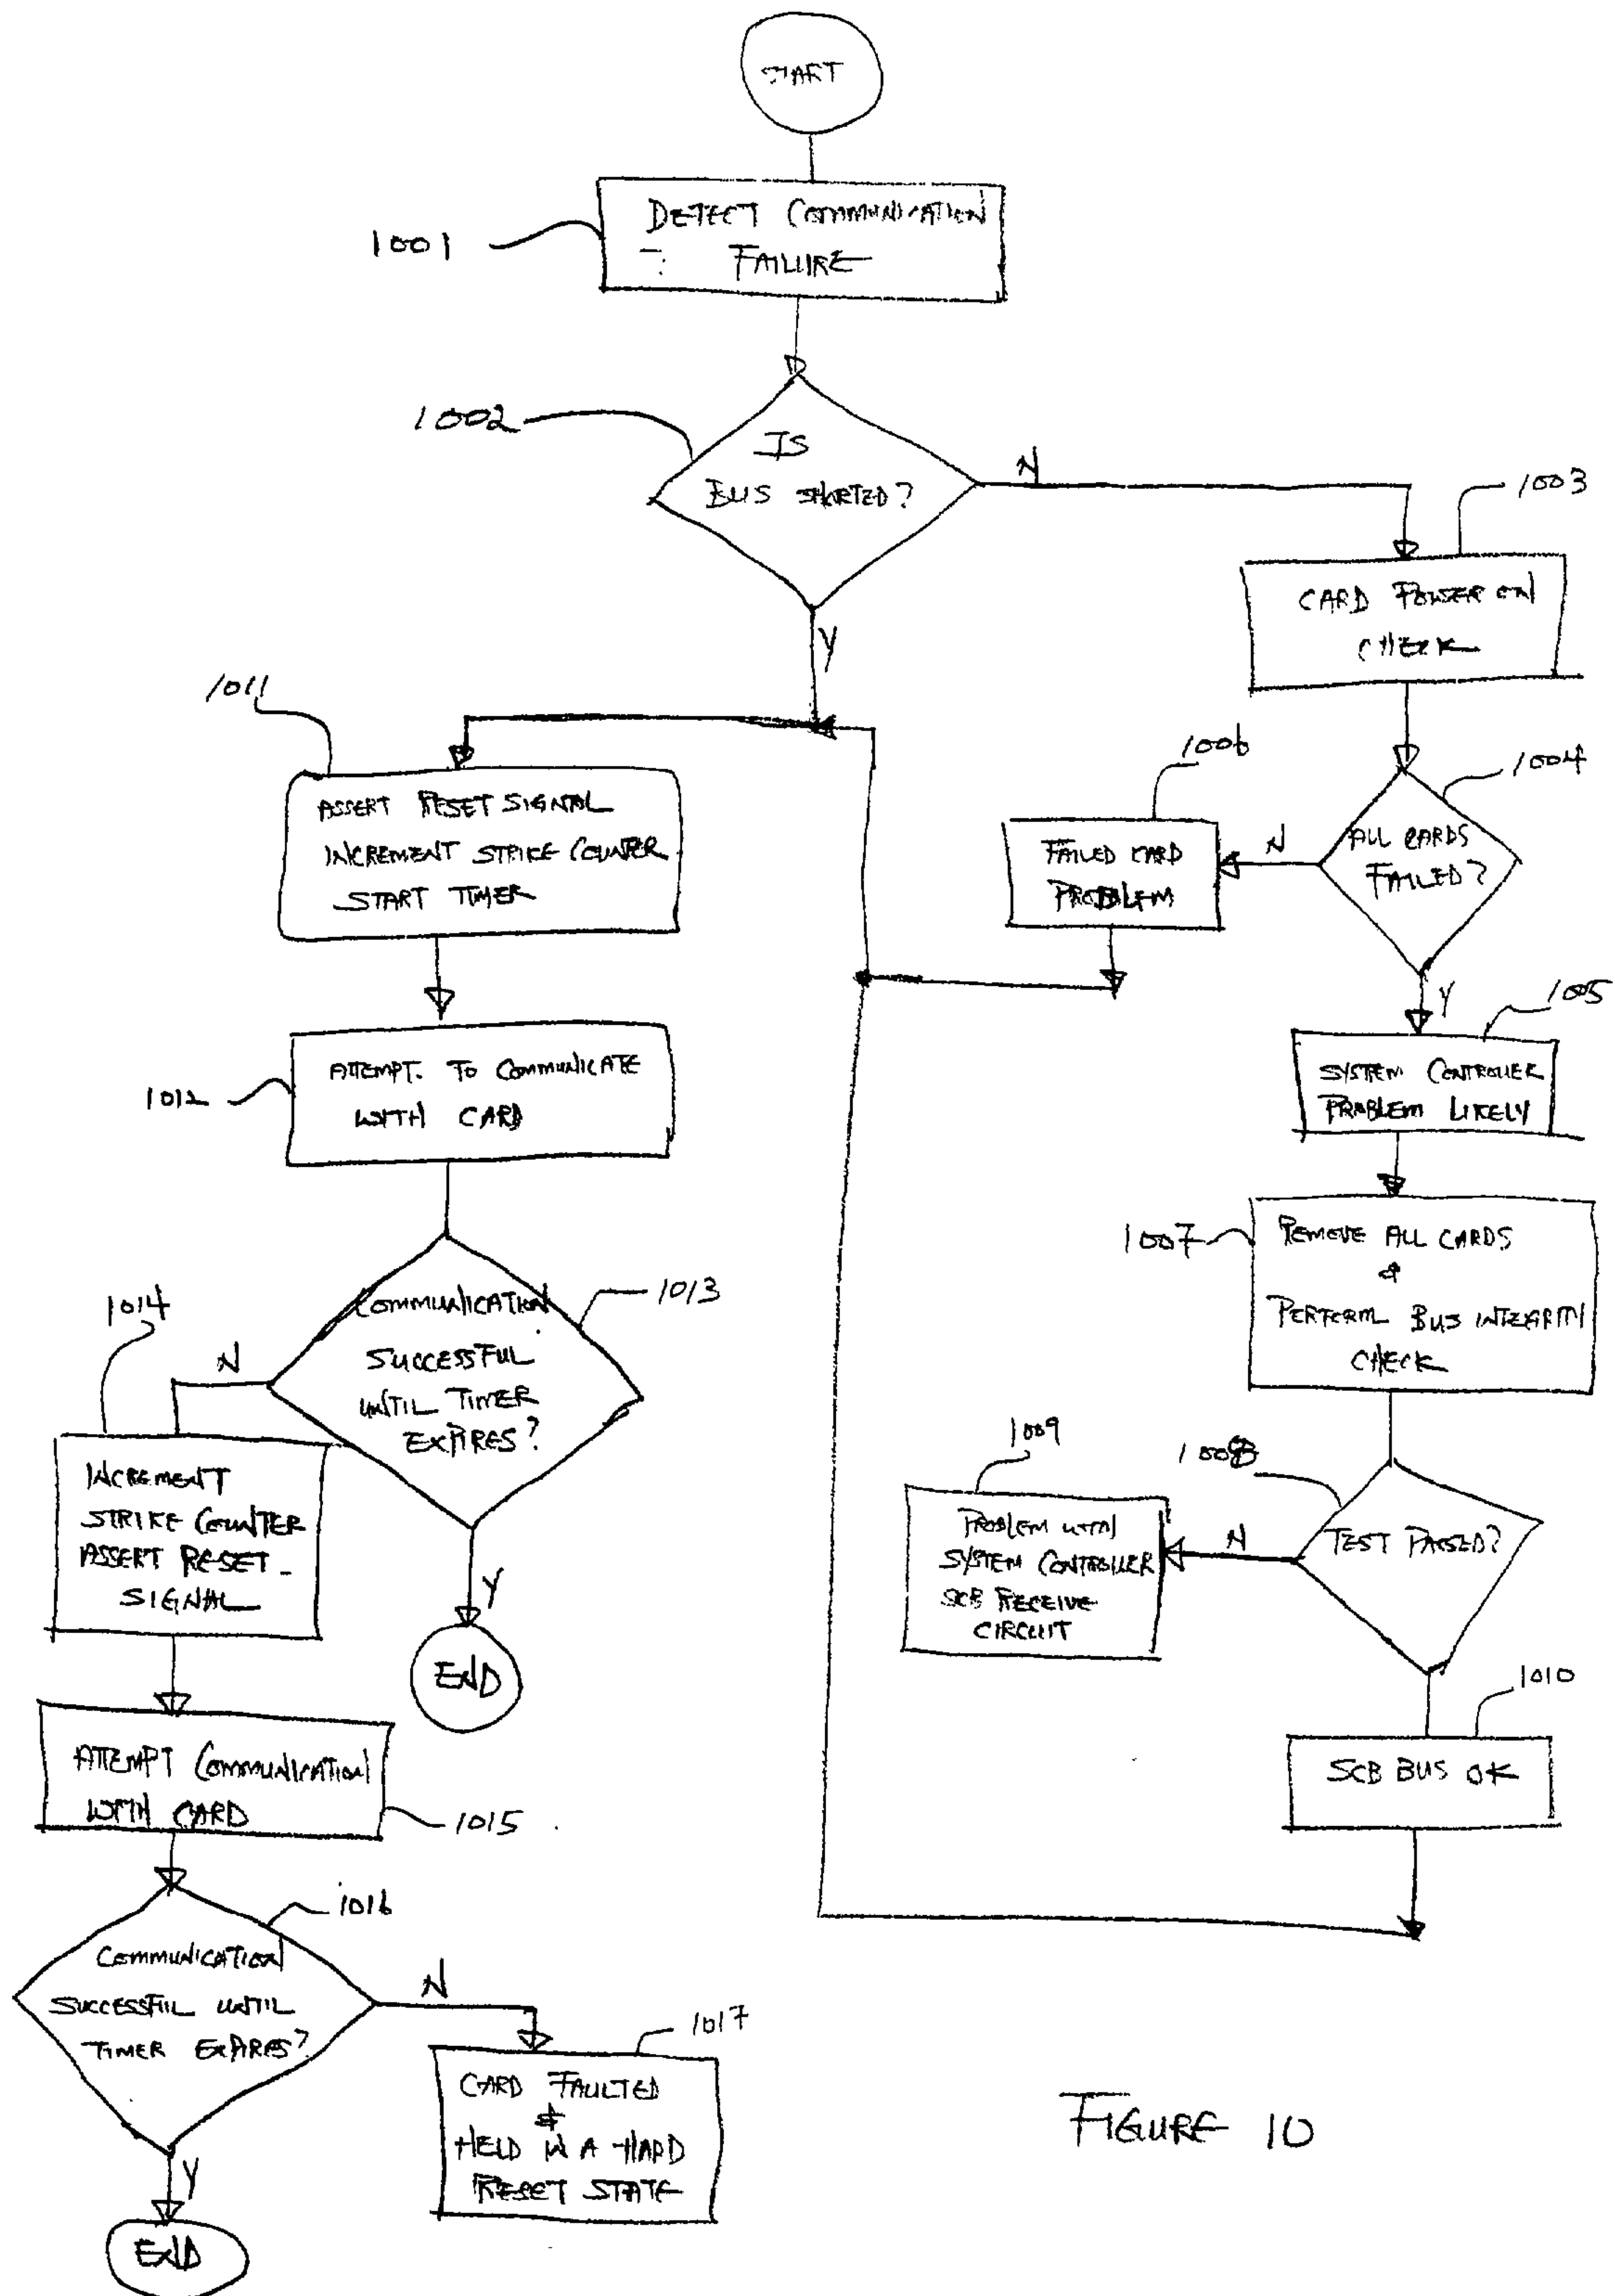 START
1001
DETECT COMMUNICATION
FAILURE
1002
IS
BUS SHORTED?
N
1003
CARD POWER ON
CHECK
Y
1011
ASSERT RESET SIGNAL
INCREMENT STRIKE COUNTER
START TIMER
1006
FAILED CARD
PROBLEM
N
1004
ALL CARDS
FAILED?
Y
1005
SYSTEM CONTROLLER
PROBLEM LIKELY
1012
ATTEMPT TO COMMUNICATE
WITH CARD
1007
REMOVE ALL CARDS
&
PERFORM BUS INTEGRITY
CHECK
1013
COMMUNICATION
SUCCESSFUL
UNTIL TIMER
EXPIRES?
N
1014
INCREMENT
STRIKE COUNTER
ASSERT RESET
SIGNAL
Y
END
1009
PROBLEM WITH
SYSTEM CONTROLLER
SCB RECEIVE
CIRCUIT
N
1008
TEST PASSED?
1010
SCB BUS OK
ATTEMPT COMMUNICATION
WITH CARD
1015
1016
COMMUNICATION
SUCCESSFUL UNTIL
TIMER EXPIRES?
N
1017
CARD FAULTED
&
HELD IN A HARD
RESET STATE
Y
END
FIGURE 10